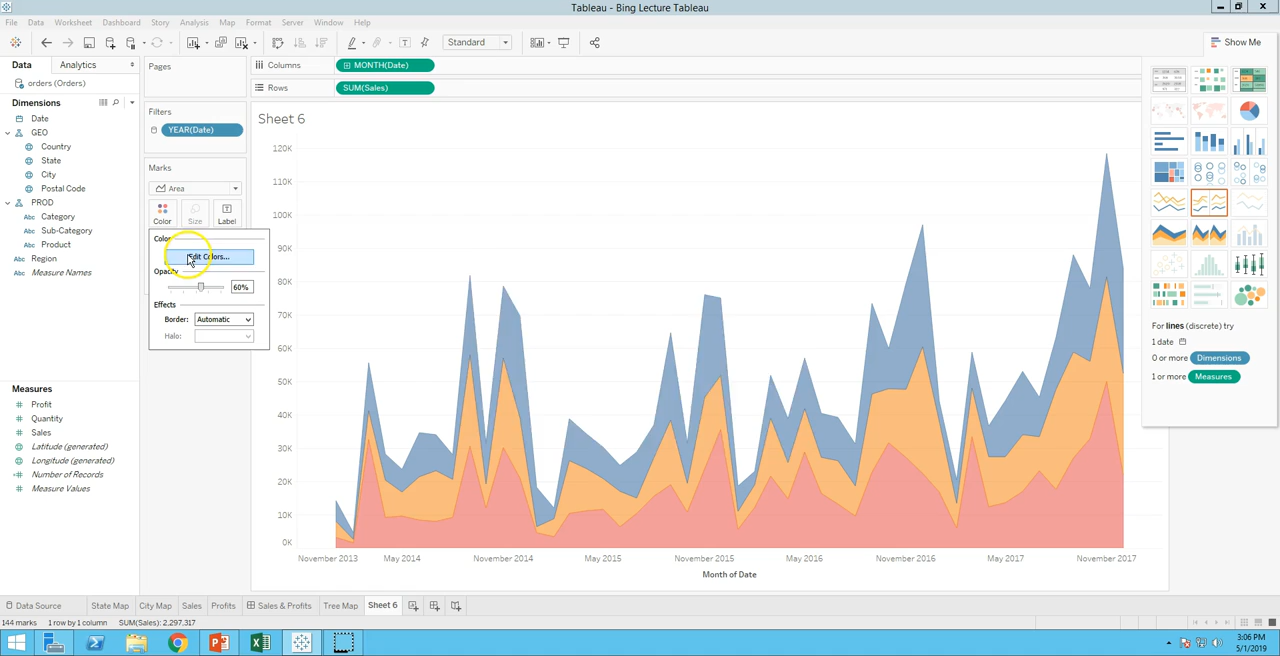 Tableau - Bing Lecture Tableau
File Data Worksheet Dashboard Story Analysis Map Format Server Window Help
Standard
Show Me
Data Analytics
orders (Orders)
Dimensions
Date
GEO
Country
State
City
Postal Code
PROD
Abc Category
Abc Sub-Category
Abc Product
Abc Region
Abc Measure Names
Measures
Profit
Quantity
Sales
Latitude (generated)
Longitude (generated)
Number of Records
Measure Values
Pages
Filters
YEAR(Date)
Marks
Area
Color Size Label
Color
Edit Colors...
Opacity
60%
Effects
Border: Automatic
Halo:
Columns MONTH(Date)
Rows SUM(Sales)
Sheet 6
120K
110K
100K
90K
80K
70K
60K
50K
40K
30K
20K
10K
0K
November 2013 May 2014 November 2014 May 2015 November 2015 May 2016 November 2016 May 2017 November 2017
Month of Date
For lines (discrete) try
1 date
0 or more Dimensions
1 or more Measures
Data Source State Map City Map Sales Profits Sales & Profits Tree Map Sheet 6
144 marks 1 row by 1 column SUM(Sales): 2,297,317
3:06 PM
5/1/2019